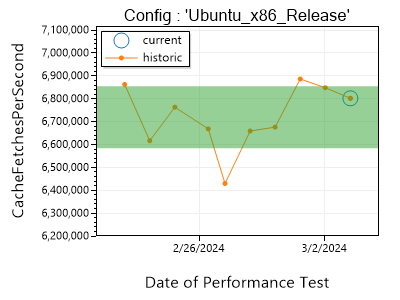 Config : 'Ubuntu_x86_Release'
CacheFetchesPerSecond
7,100,000
7,000,000
6,900,000
6,800,000
6,700,000
6,600,000
6,500,000
6,400,000
6,300,000
6,200,000
current
historic
2/26/2024
3/2/2024
Date of Performance Test